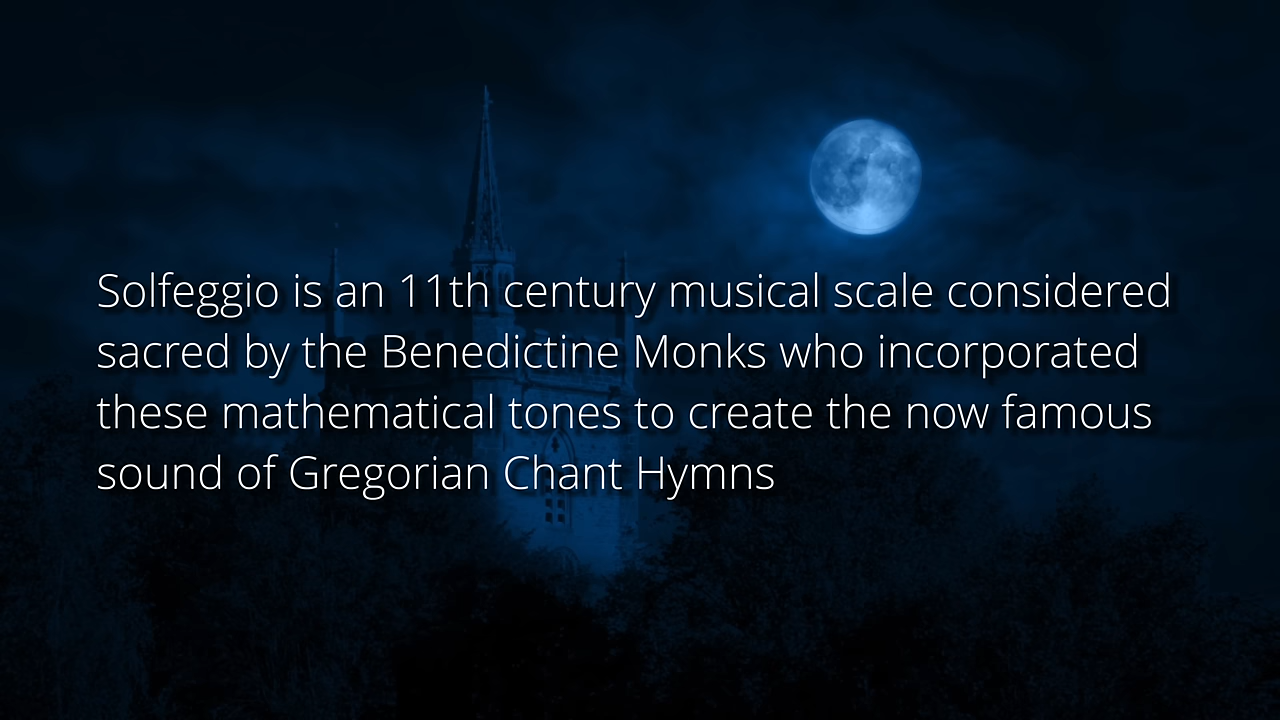 Solfeggio is an 11th century musical scale considered
sacred by the Benedictine Monks who incorporated
these mathematical tones to create the now famous
sound of Gregorian Chant Hymns